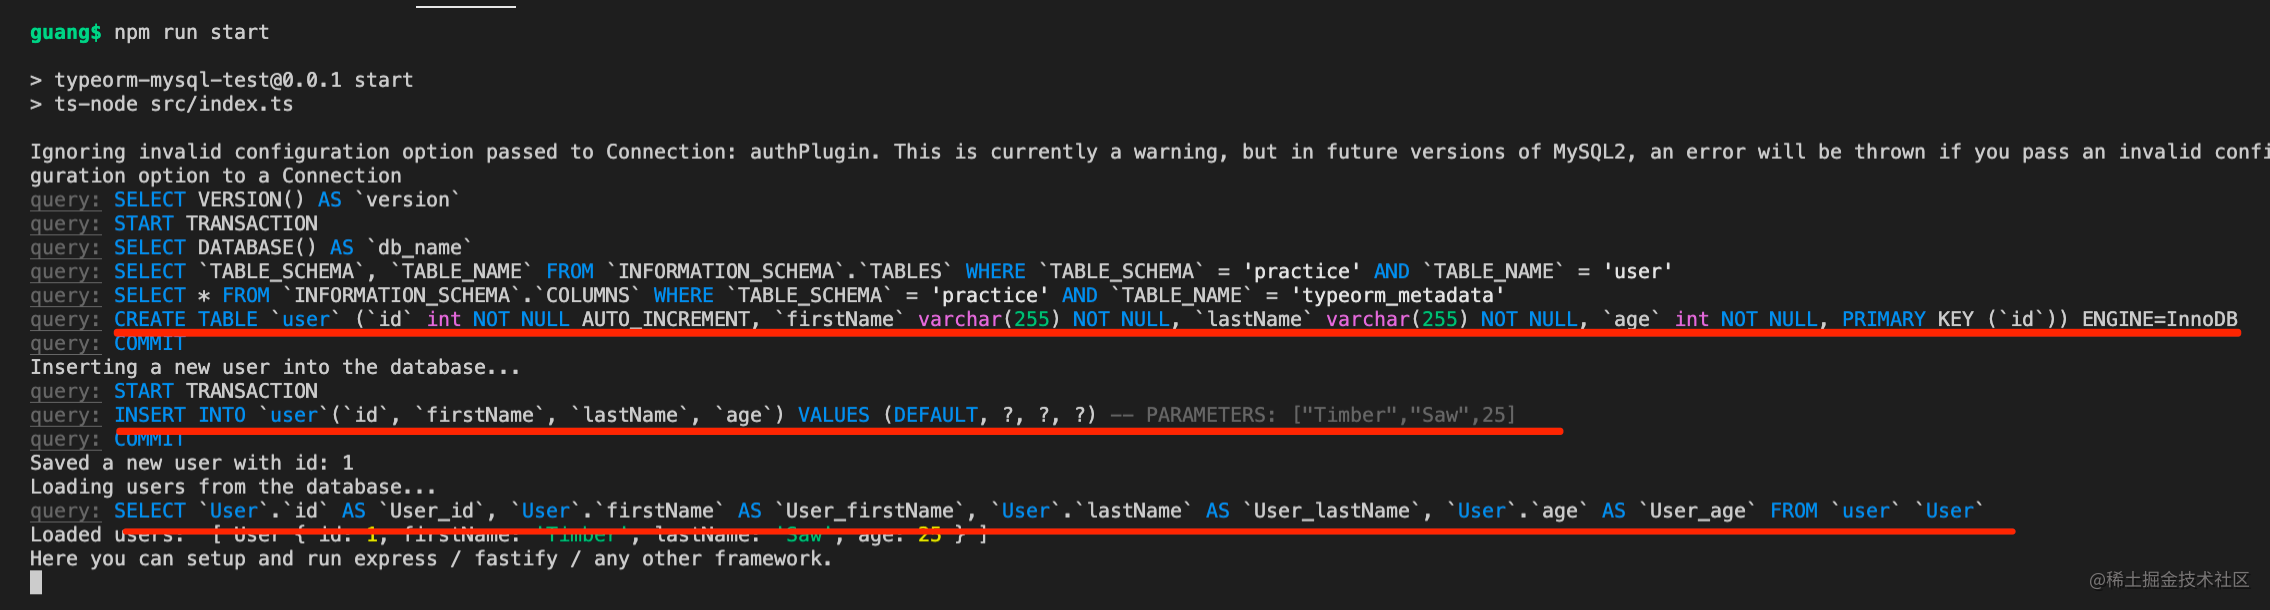 guang$ npm run start
> typeorm-mysql-test@0.0.1 start
> ts-node src/index.ts
Ignoring invalid configuration option passed to Connection: authPlugin. This is currently a warning, but in future versions of MySQL2, an error will be thrown if you pass an invalid confi
guration option to a Connection
query: SELECT VERSION() AS `version`
query: START TRANSACTION
query: SELECT DATABASE() AS `db_name`
query: SELECT `TABLE_SCHEMA`, `TABLE_NAME` FROM `INFORMATION_SCHEMA`.`TABLES` WHERE `TABLE_SCHEMA` = 'practice' AND `TABLE_NAME` = 'user'
query: SELECT * FROM `INFORMATION_SCHEMA`.`COLUMNS` WHERE `TABLE_SCHEMA` = 'practice' AND `TABLE_NAME` = 'typeorm_metadata'
query: CREATE TABLE `user` (`id` int NOT NULL AUTO_INCREMENT, `firstName` varchar(255) NOT NULL, `lastName` varchar(255) NOT NULL, `age` int NOT NULL, PRIMARY KEY (`id`)) ENGINE=InnoDB
query: COMMIT
Inserting a new user into the database...
query: START TRANSACTION
query: INSERT INTO `user`(`id`, `firstName`, `lastName`, `age`) VALUES (DEFAULT, ?, ?, ?) -- PARAMETERS: ["Timber","Saw",25]
query: COMMIT
Saved a new user with id: 1
Loading users from the database...
query: SELECT `User`.`id` AS `User_id`, `User`.`firstName` AS `User_firstName`, `User`.`lastName` AS `User_lastName`, `User`.`age` AS `User_age` FROM `user` `User`
Loaded users: [ User { id: 1, firstName: 'Timber', lastName: 'Saw', age: 25 } ]
Here you can setup and run express / fastify / any other framework.
@稀土掘金技术社区